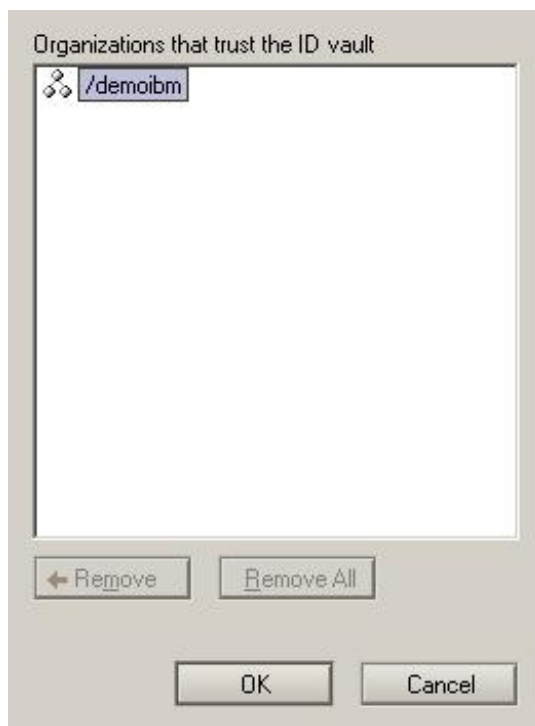 Organizations that trust the ID vault
/demoibm
Remove Remove All
OK Cancel